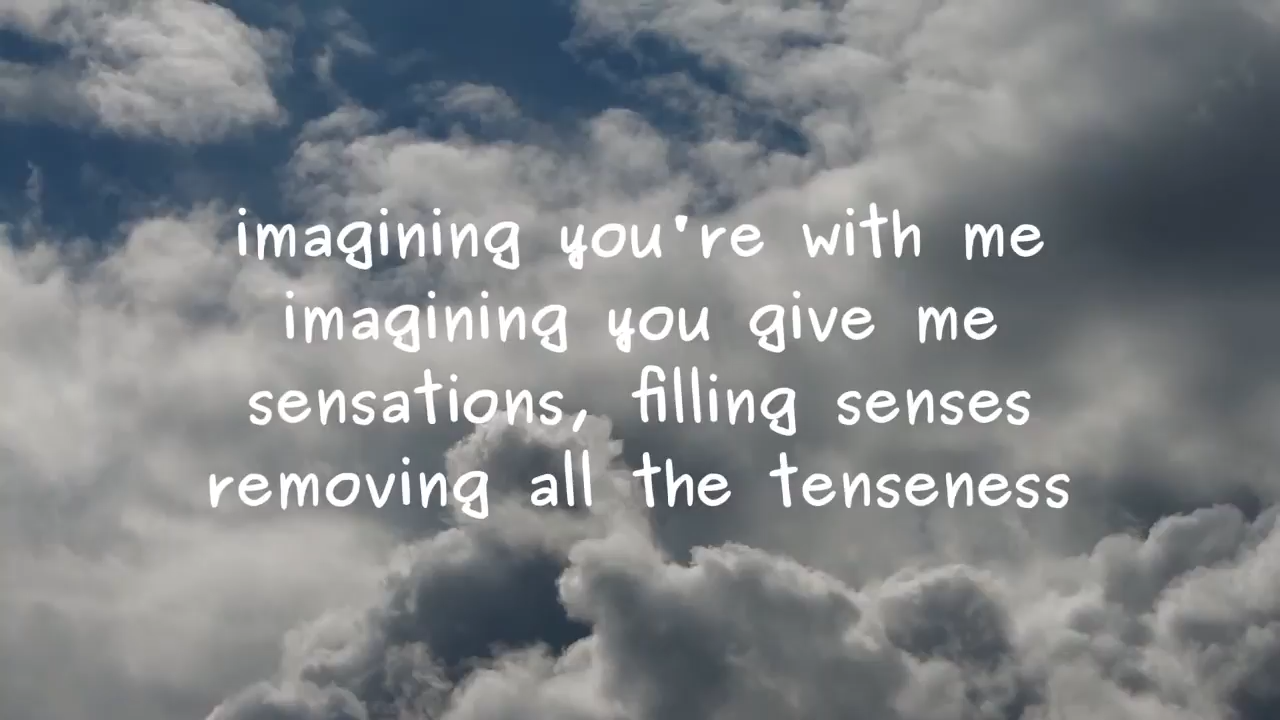 imagining you're with me
imagining you give me
sensations, filling senses
removing all the tenseness